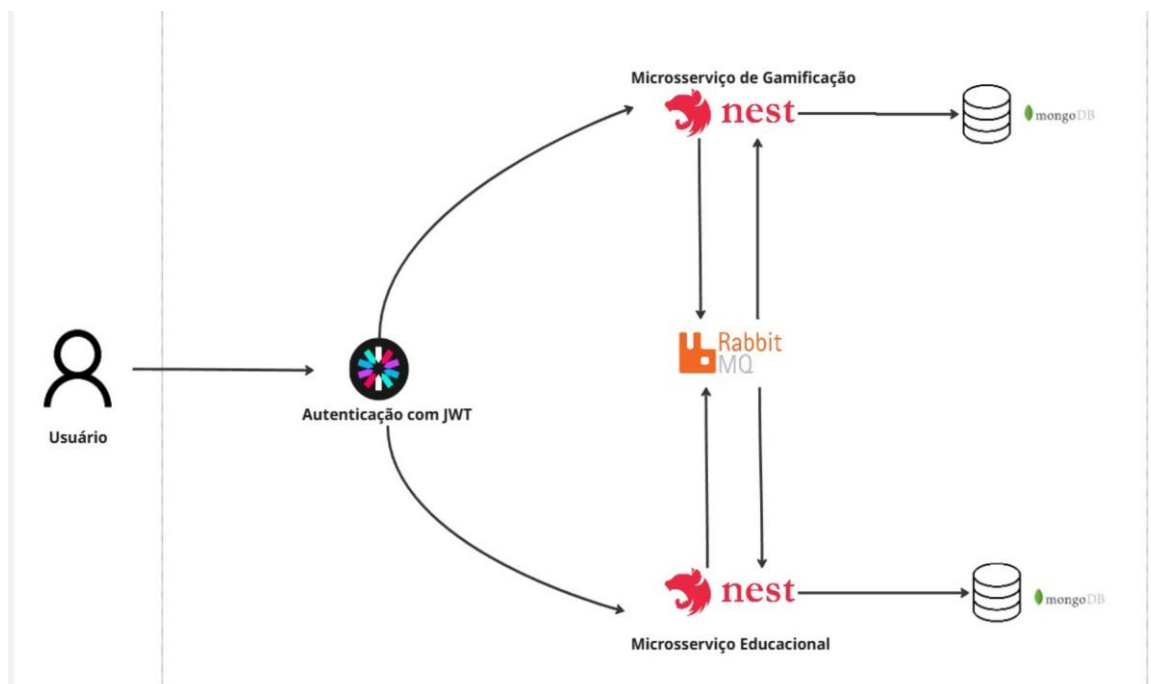 Microsserviço de Gamificação
nest
mongoDB
Rabbit
MQ
Usuário
Autenticação com JWT
nest
mongoDB
Microsserviço Educacional